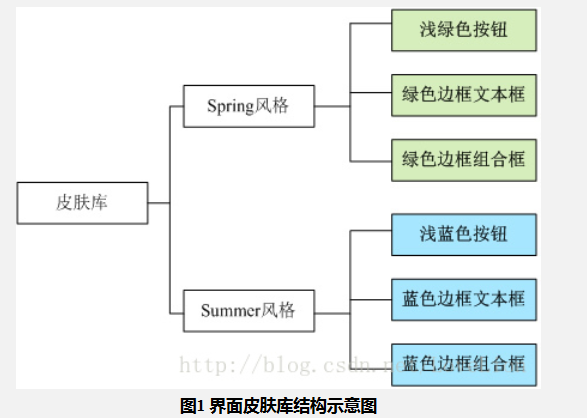 皮肤库
Spring风格
浅绿色按钮
绿色边框文本框
绿色边框组合框
Summer风格
浅蓝色按钮
蓝色边框文本框
蓝色边框组合框
http://blog.csdn.n
图1 界面皮肤库结构示意图